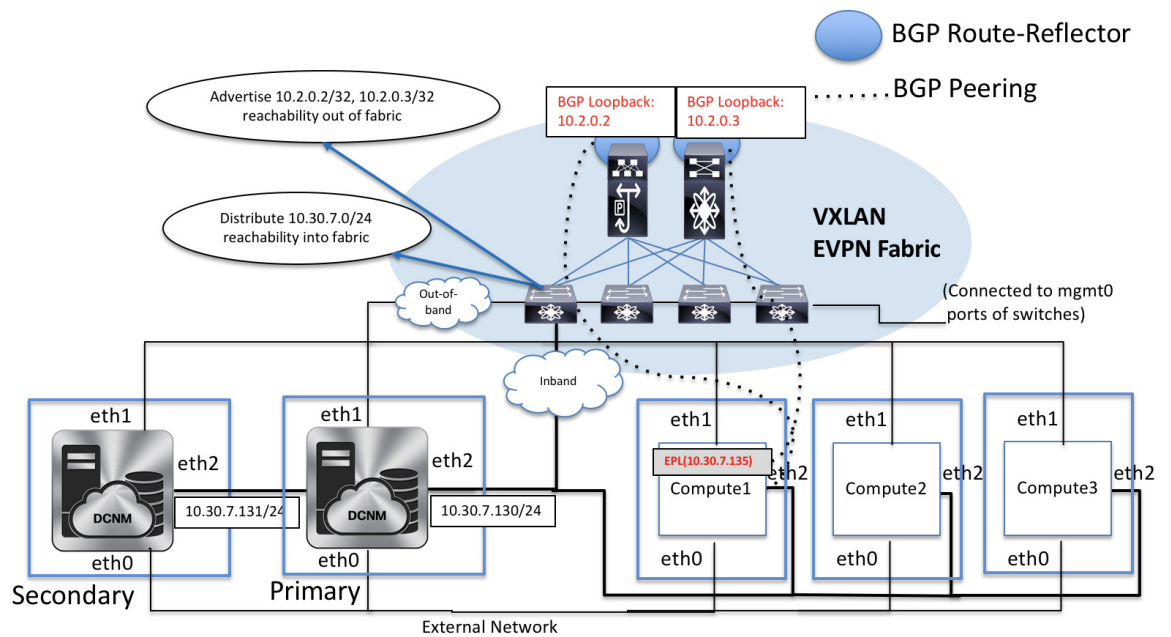 BGP Route-Reflector
BGP Peering
Advertise 10.2.0.2/32, 10.2.0.3/32
reachability out of fabric
BGP Loopback:
10.2.0.2
BGP Loopback:
10.2.0.3
P
Distribute 10.30.7.0/24
reachability into fabric
VXLAN
EVPN Fabric
Out-of-
band
(Connected to mgmt0
ports of switches)
Inband
eth1
eth2
DCNM
10.30.7.131/24
eth0
Secondary
eth1
eth2
DCNM
10.30.7.130/24
eth0
Primary
eth1
EPL(10.30.7.135)
eth2
Compute1
eth0
eth1
eth2
Compute2
eth0
eth1
eth2
Compute3
eth0
External Network